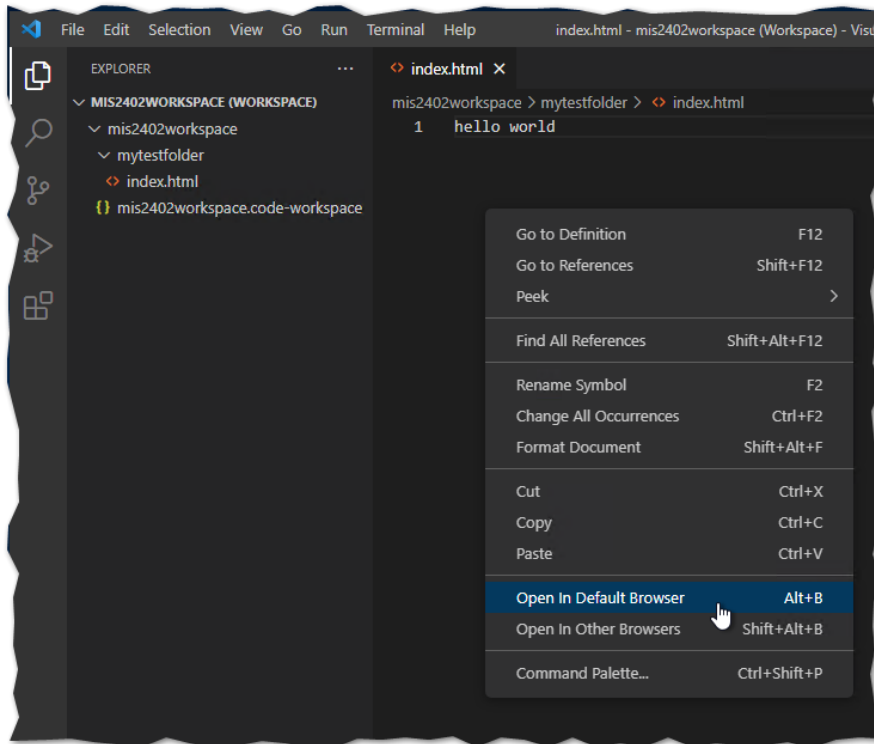 File Edit Selection View Go Run Terminal Help index.html - mis2402workspace (Workspace) -
EXPLORER ...
index.html
MIS2402WORKSPACE (WORKSPACE)
mis2402workspace
mytestfolder
index.html
mis2402workspace.code-workspace
mis2402workspace > mytestfolder > index.html
1 hello world
Go to Definition F12
Go to References Shift+F12
Peek
Find All References Shift+Alt+F12
Rename Symbol F2
Change All Occurrences Ctrl+F2
Format Document Shift+Alt+F
Cut Ctrl+X
Copy Ctrl+C
Paste Ctrl+V
Open In Default Browser Alt+B
Open In Other Browsers Shift+Alt+B
Command Palette... Ctrl+Shift+P